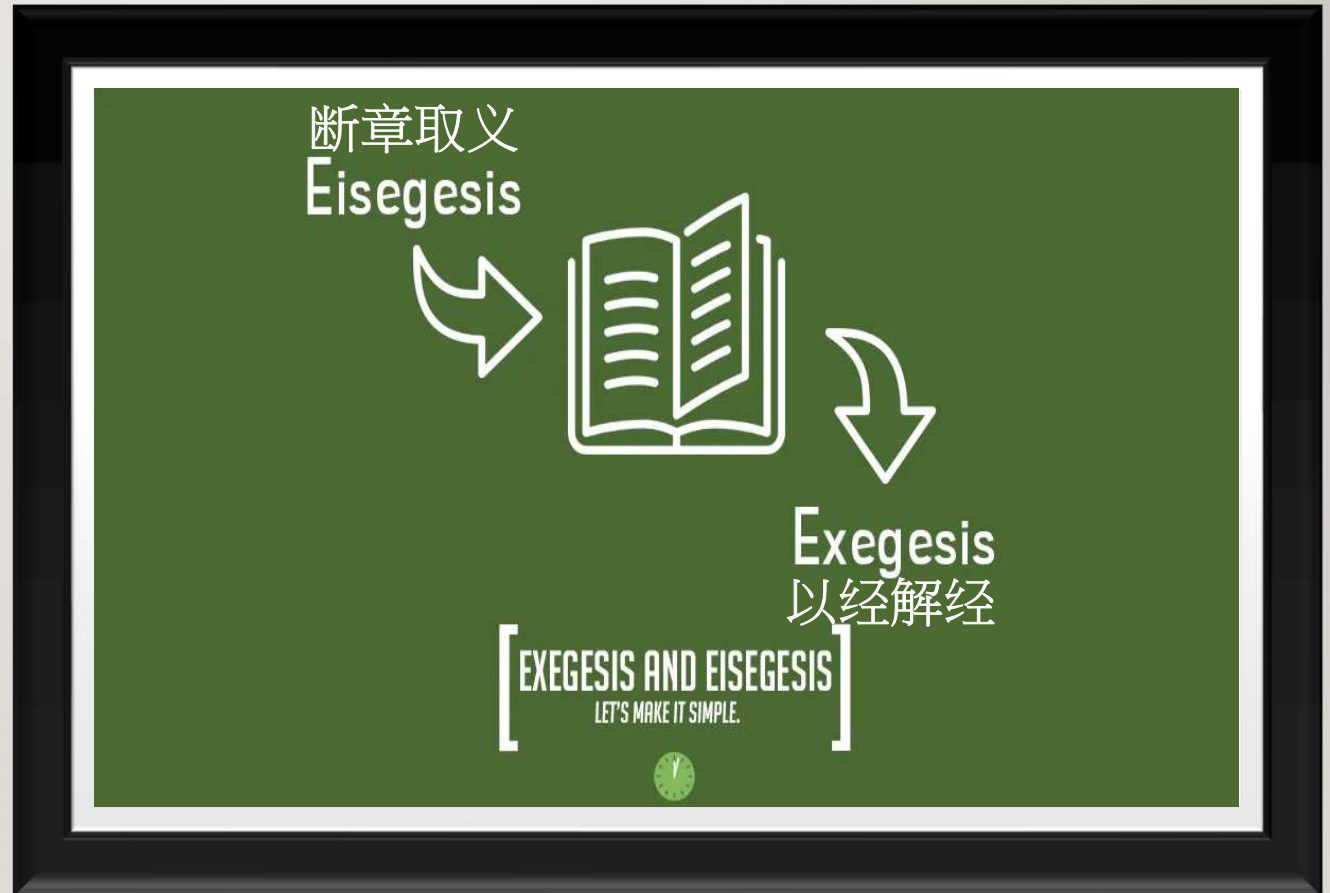 断章取义
Eisegesis
Exegesis
以经解经
EXEGESIS AND EISEGESIS
LET'S MAKE IT SIMPLE.